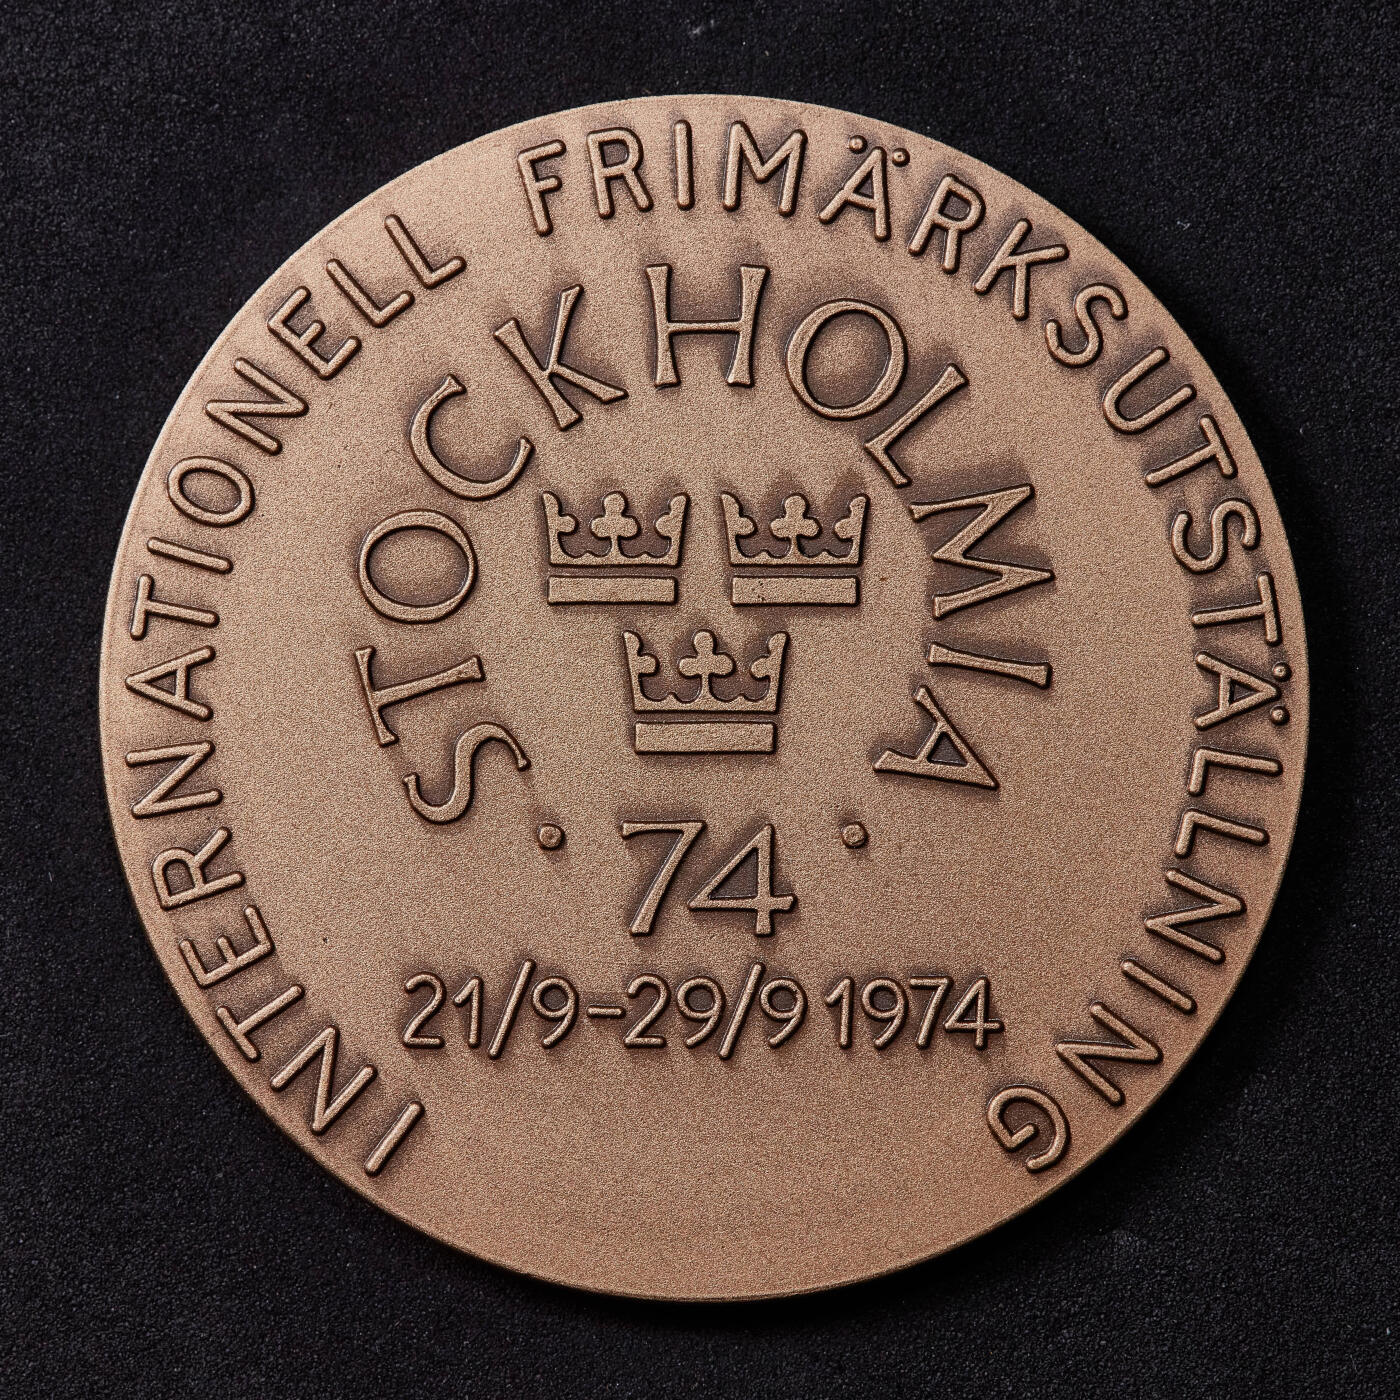 INTERNATIONELL FRIMÄRKSUTSTÄLLNING
STOCKHOLMIA
· 74 ·
21/9-29/9 1974